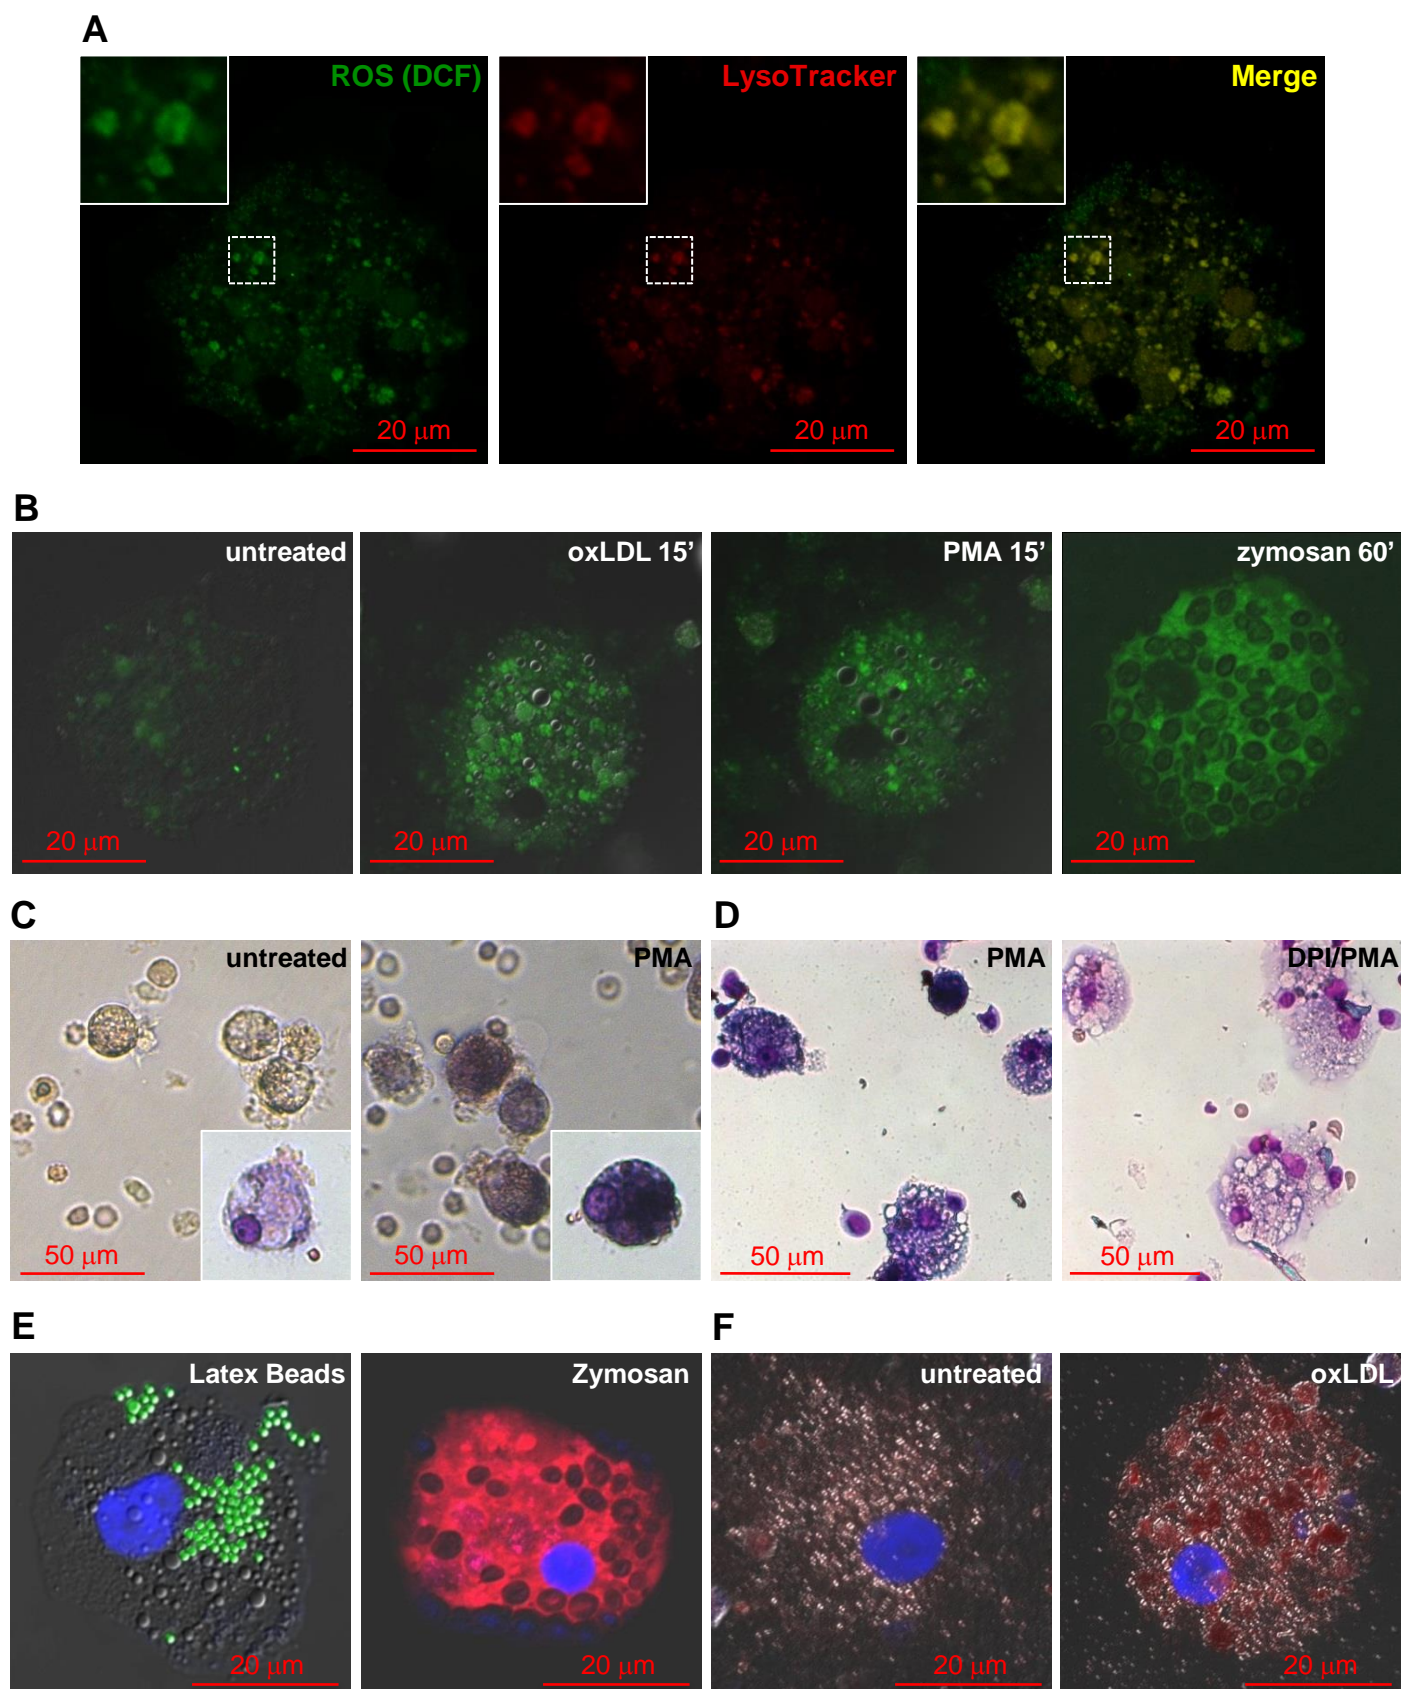 A
ROS (DCF) LysoTracker Merge
20 μm 20 μm 20 μm
B
untreated oxLDL 15’ PMA 15’ zymosan 60’
20 μm 20 μm 20 μm 20 μm
C D
untreated PMA PMA DPI/PMA
50 μm 50 μm 50 μm 50 μm
E F
Latex Beads Zymosan untreated oxLDL
20 μm 20 μm 20 μm 20 μm